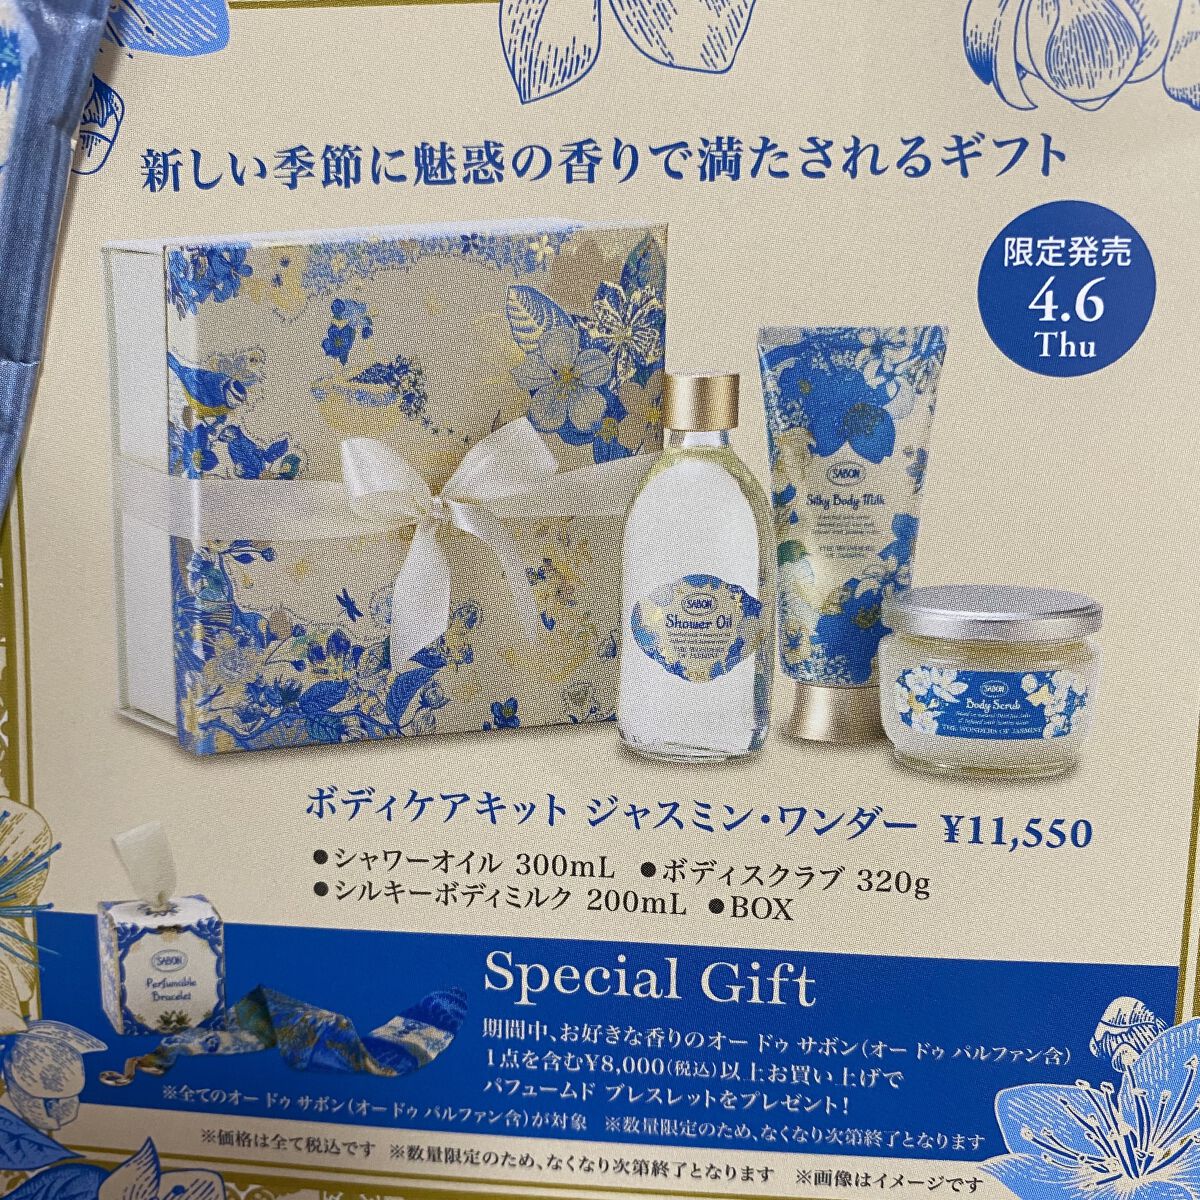 新しい季節に魅惑の香りで満たされるギフト
限定発売
4.6
Thu
SABON
Silky Body Milk
THE WONDERS
OF JASMINE
SABON
Shower Oil
THE WONDERS
OF JASMINE
SABON
Body Scrub
THE WONDERS OF JASMINE
ボディケアキット ジャスミン・ワンダー ¥11,550
●シャワーオイル 300mL ●ボディスクラブ 320g
●シルキーボディミルク 200mL ●BOX
SABON
Perfumable
Bracelet
Special Gift
期間中、お好きな香りのオー ドゥ サボン(オー ドゥ パルファン含)
1点を含む¥8,000(税込)以上お買い上げで
パフュームド ブレスレットをプレゼント!
※全てのオー ドゥ サボン(オー ドゥ パルファン含)が対象 ※数量限定のため、なくなり次第終了となります
※価格は全て税込です ※数量限定のため、なくなり次第終了となります ※画像はイメージです